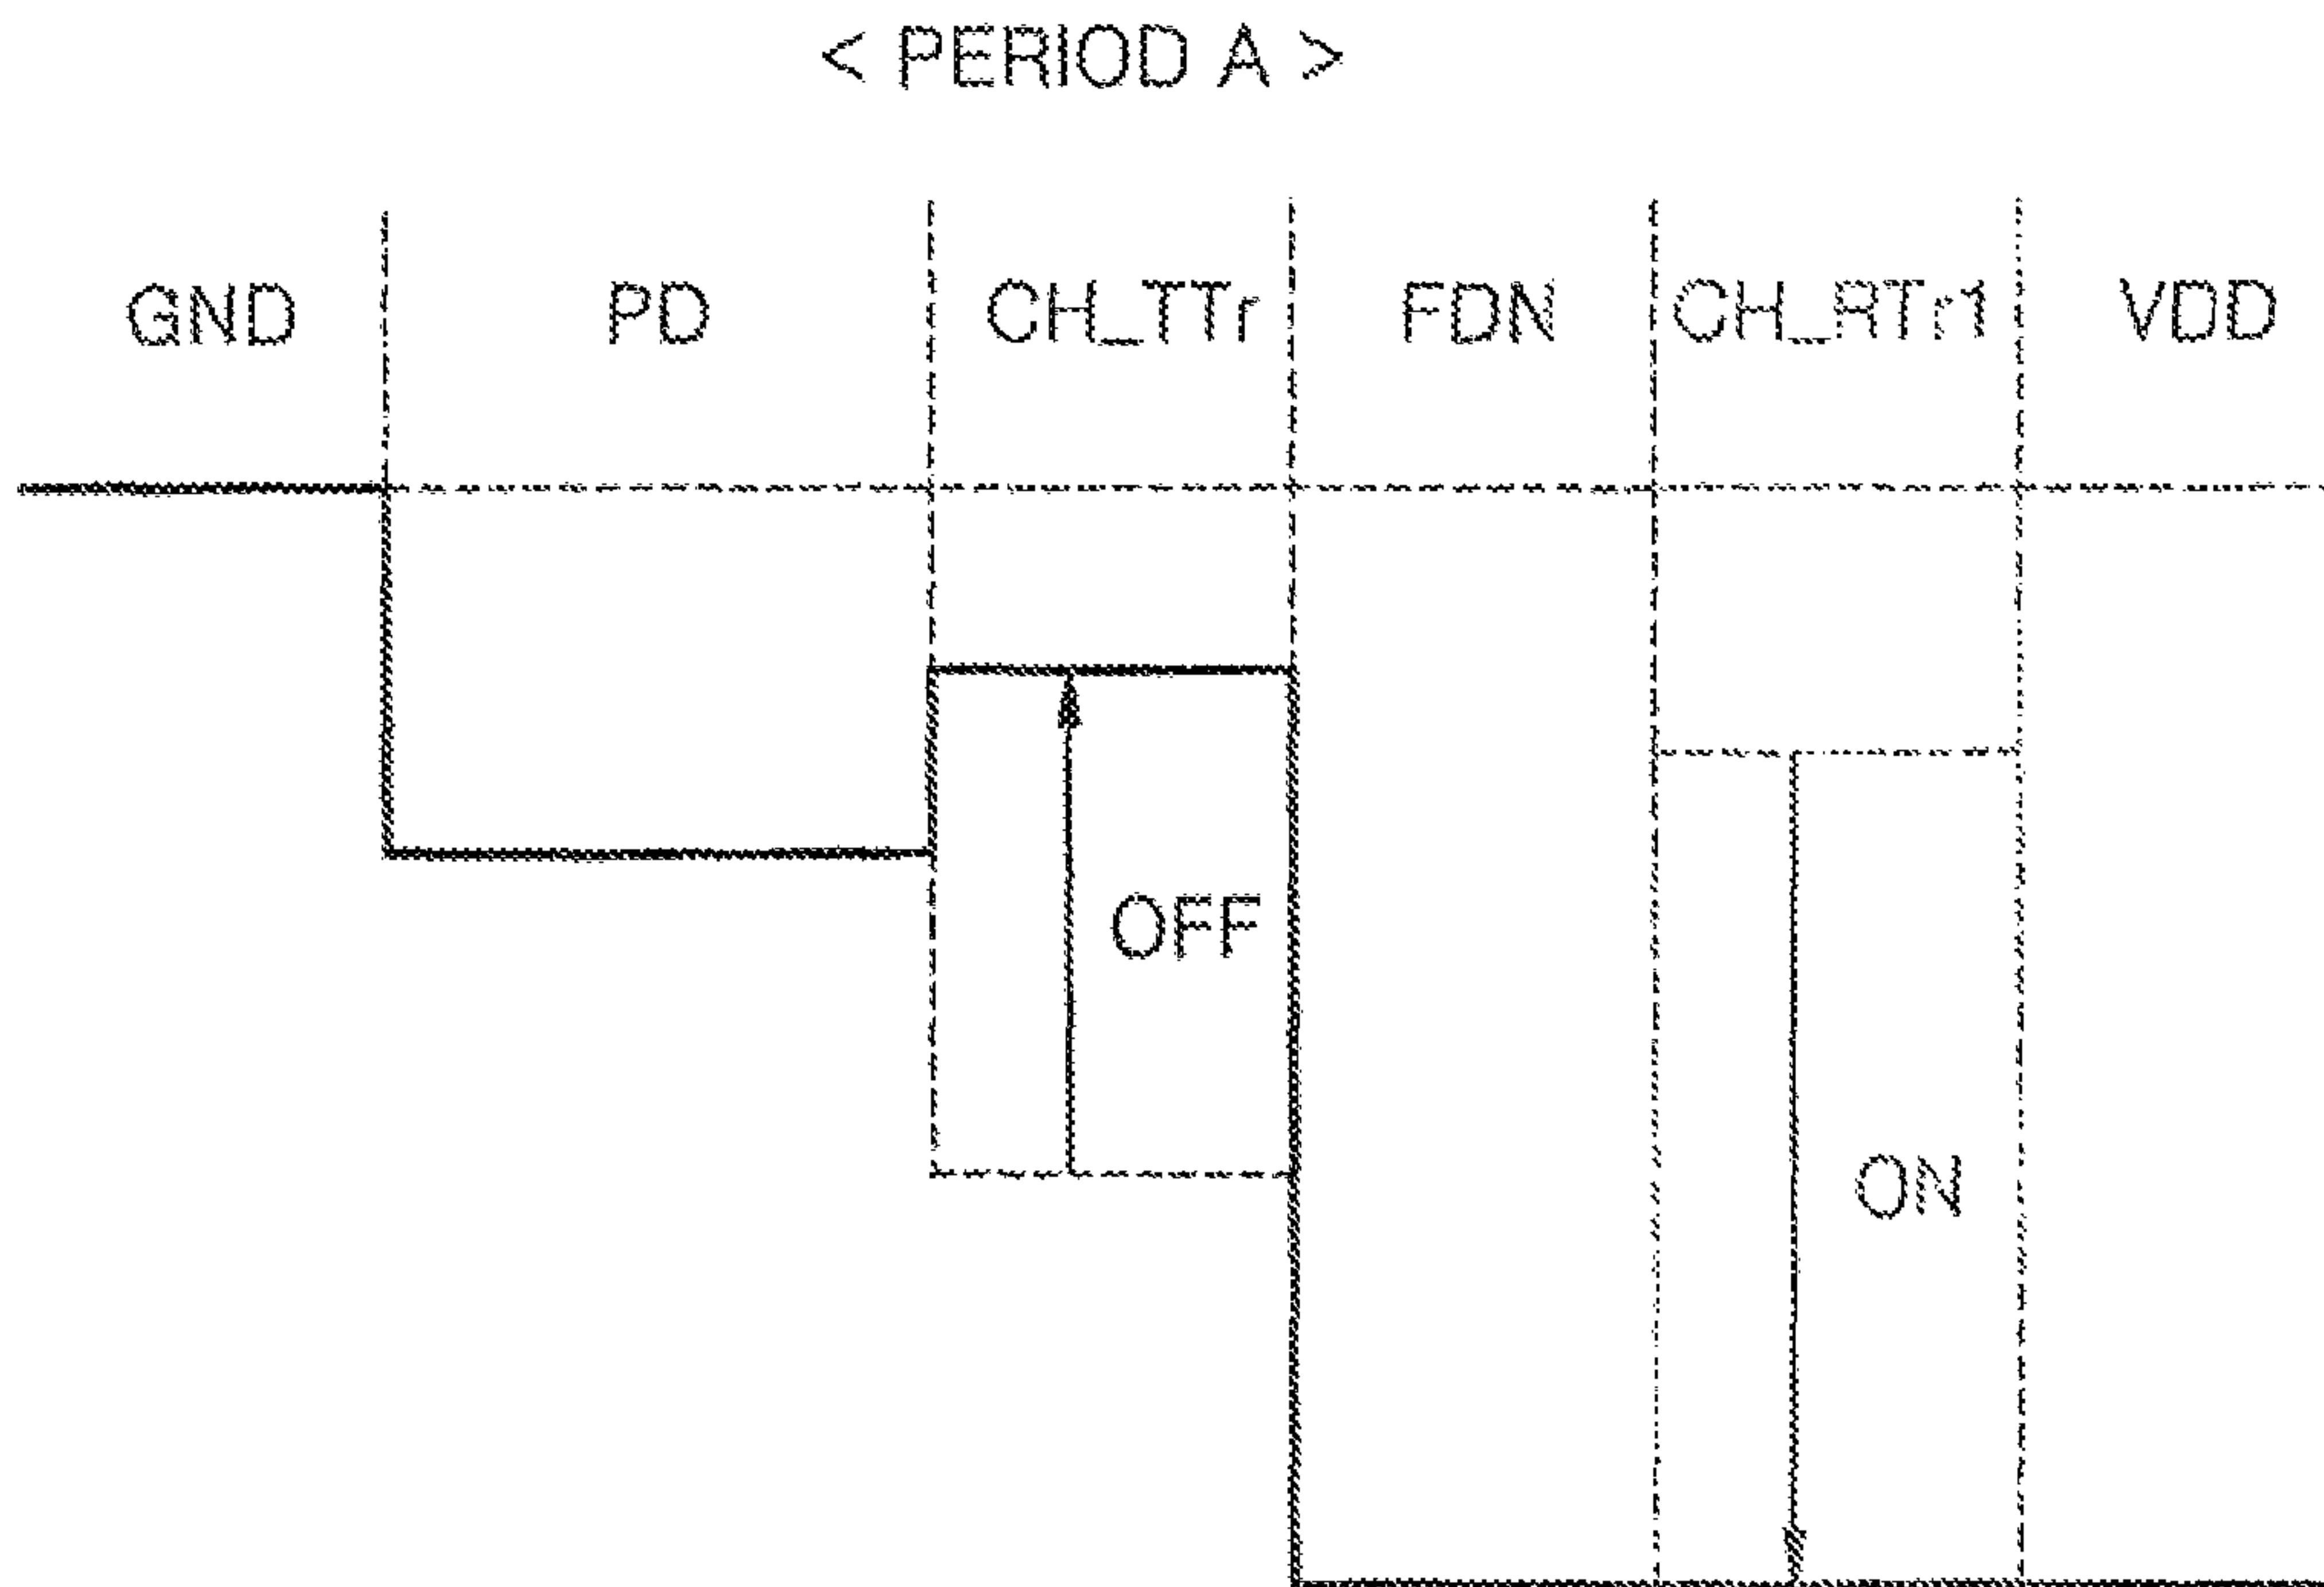 < PERIOD A >
GND PD CH_TTr FDN CH_RTr1 VDD
OFF
ON